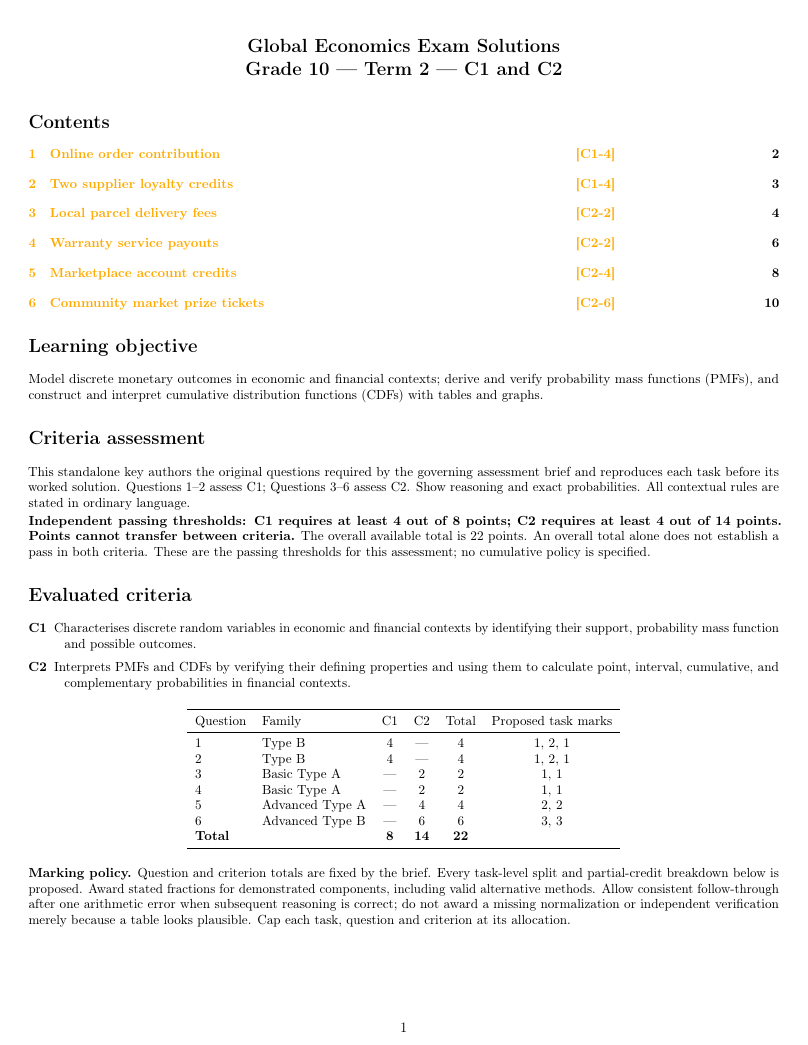 Global Economics Exam Solutions
Grade 10 — Term 2 — C1 and C2
Contents
1 Online order contribution [C1-4] 2
2 Two supplier loyalty credits [C1-4] 3
3 Local parcel delivery fees [C2-2] 4
4 Warranty service payouts [C2-2] 6
5 Marketplace account credits [C2-4] 8
6 Community market prize tickets [C2-6] 10
Learning objective
Model discrete monetary outcomes in economic and financial contexts; derive and verify probability mass functions (PMFs), and
construct and interpret cumulative distribution functions (CDFs) with tables and graphs.
Criteria assessment
This standalone key authors the original questions required by the governing assessment brief and reproduces each task before its
worked solution. Questions 1–2 assess C1; Questions 3–6 assess C2. Show reasoning and exact probabilities. All contextual rules are
stated in ordinary language.
Independent passing thresholds: C1 requires at least 4 out of 8 points; C2 requires at least 4 out of 14 points.
Points cannot transfer between criteria. The overall available total is 22 points. An overall total alone does not establish a
pass in both criteria. These are the passing thresholds for this assessment; no cumulative policy is specified.
Evaluated criteria
C1 Characterises discrete random variables in economic and financial contexts by identifying their support, probability mass function
and possible outcomes.
C2 Interprets PMFs and CDFs by verifying their defining properties and using them to calculate point, interval, cumulative, and
complementary probabilities in financial contexts.
Question Family C1 C2 Total Proposed task marks
1 Type B 4 — 4 1, 2, 1
2 Type B 4 — 4 1, 2, 1
3 Basic Type A — 2 2 1, 1
4 Basic Type A — 2 2 1, 1
5 Advanced Type A — 4 4 2, 2
6 Advanced Type B — 6 6 3, 3
Total 8 14 22
Marking policy. Question and criterion totals are fixed by the brief. Every task-level split and partial-credit breakdown below is
proposed. Award stated fractions for demonstrated components, including valid alternative methods. Allow consistent follow-through
after one arithmetic error when subsequent reasoning is correct; do not award a missing normalization or independent verification
merely because a table looks plausible. Cap each task, question and criterion at its allocation.
1